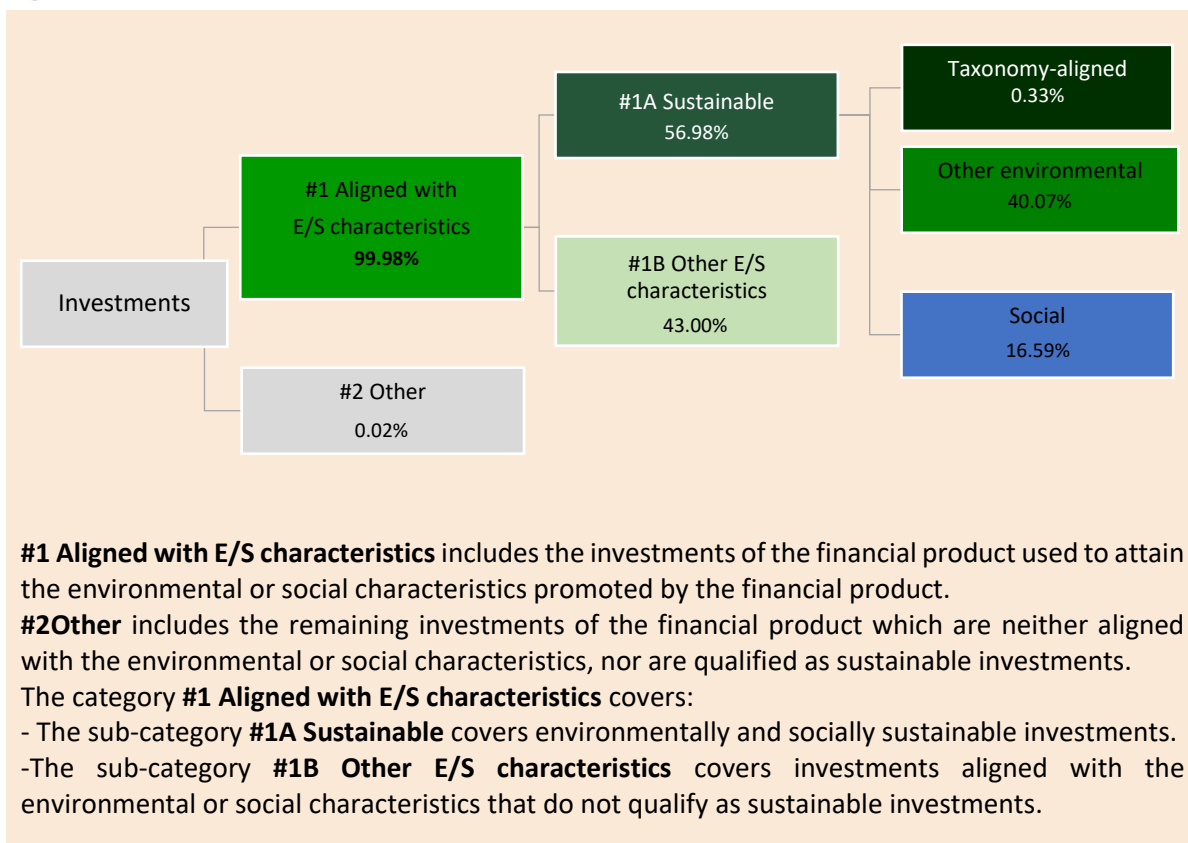 Investments
#1 Aligned with
E/S characteristics
99.98%
#2 Other
0.02%
#1A Sustainable
56.98%
#1B Other E/S
characteristics
43.00%
Taxonomy-aligned
0.33%
Other environmental
40.07%
Social
16.59%
#1 Aligned with E/S characteristics includes the investments of the financial product used to attain
the environmental or social characteristics promoted by the financial product.
#2Other includes the remaining investments of the financial product which are neither aligned
with the environmental or social characteristics, nor are qualified as sustainable investments.
The category #1 Aligned with E/S characteristics covers:
- The sub-category #1A Sustainable covers environmentally and socially sustainable investments.
-The sub-category #1B Other E/S characteristics covers investments aligned with the
environmental or social characteristics that do not qualify as sustainable investments.